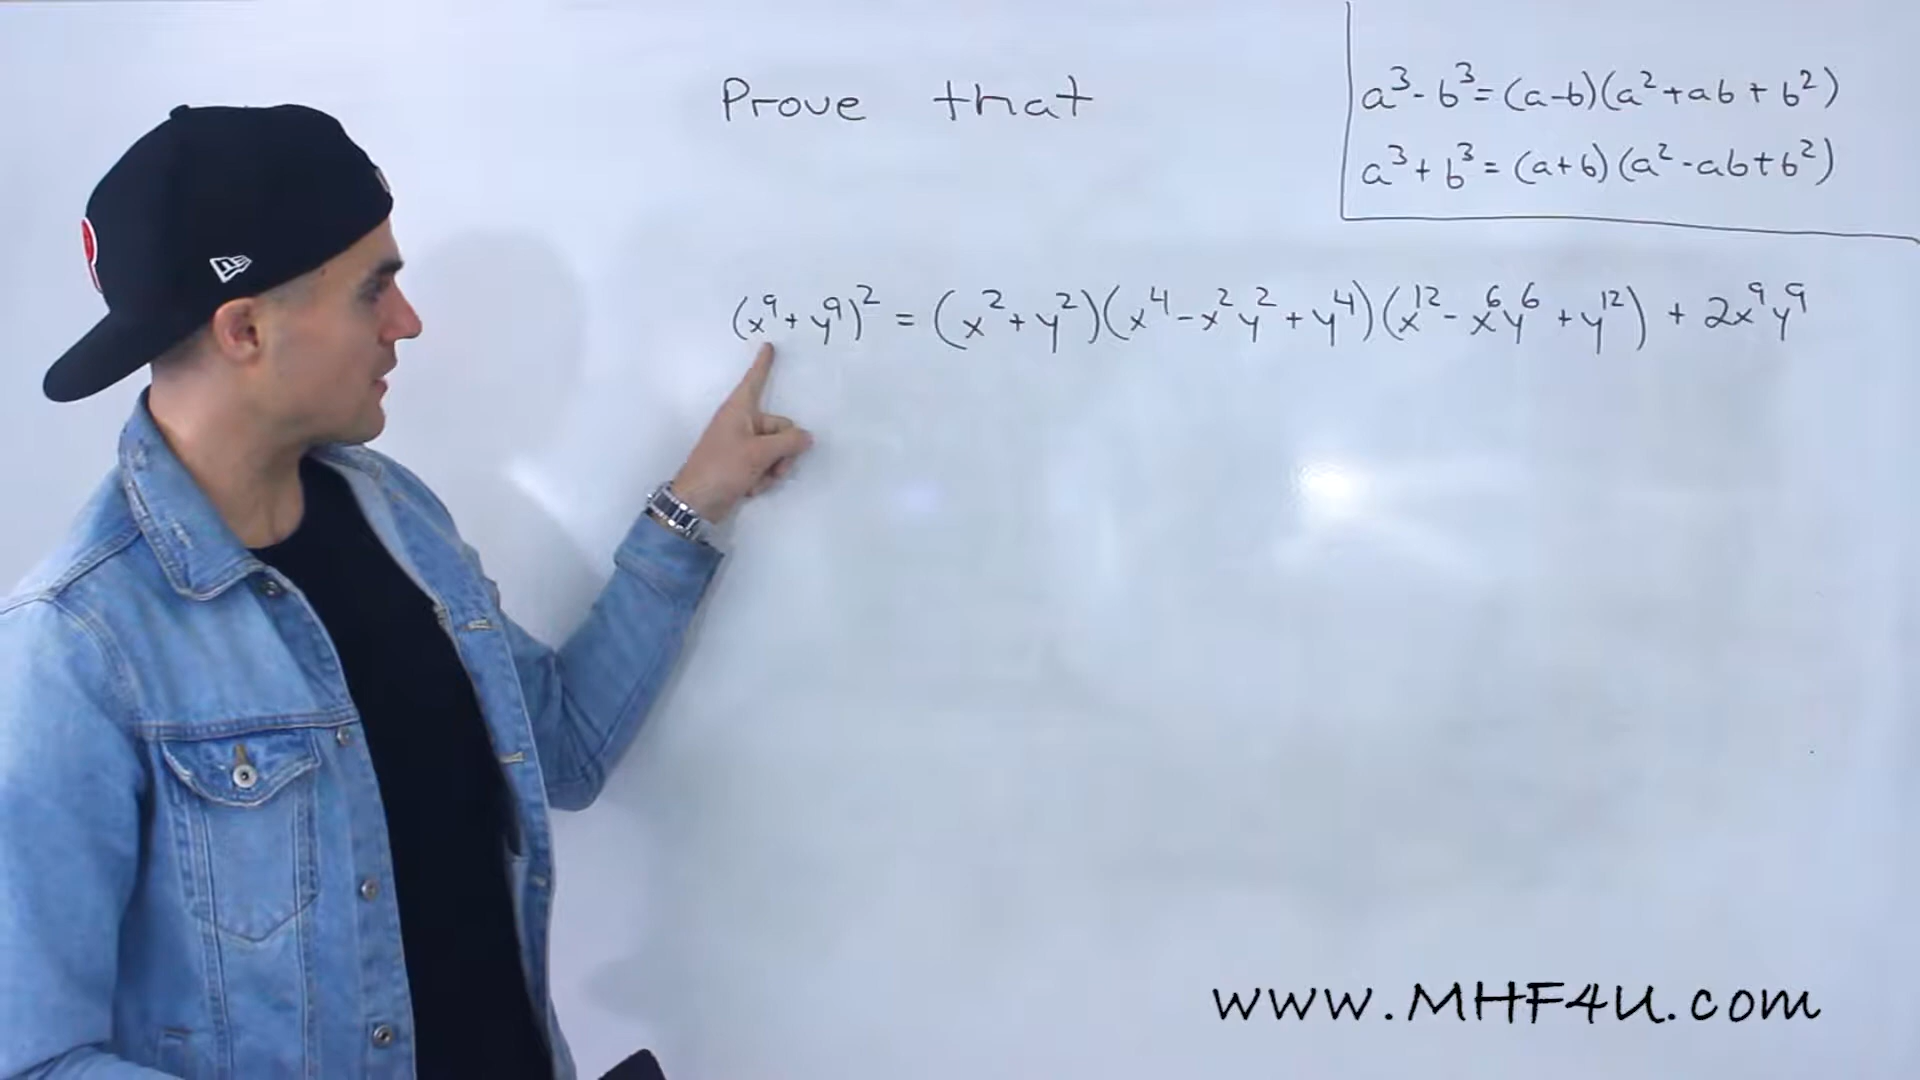 Prove that
a³-b³=(a-b)(a²+ab+b²)
a³+b³=(a+b)(a²-ab+b²)
(x⁹+y⁹)²=(x²+y²)(x⁴-x²y²+y⁴)(x¹²-x⁶y⁶+y¹²)+2x⁹y⁹
www.MHF4U.com